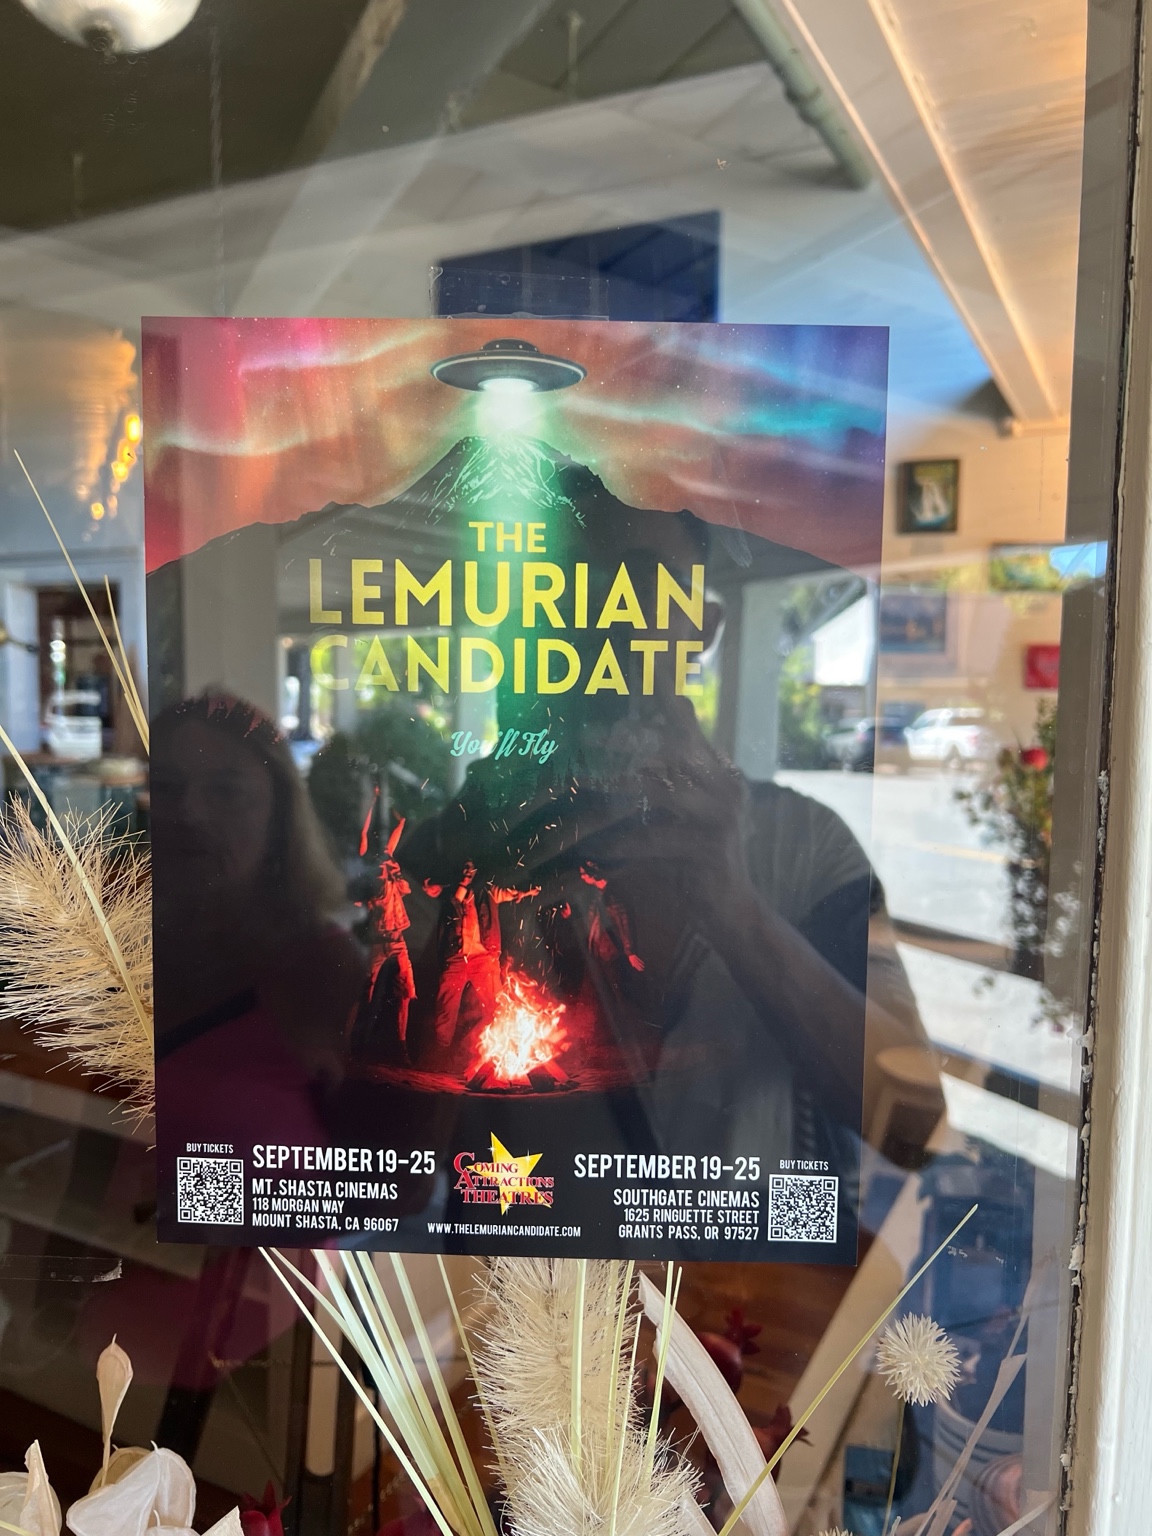 THE
LEMURIAN
CANDIDATE
You'll Fly
BUY TICKETS
SEPTEMBER 19-25
MT. SHASTA CINEMAS
118 MORGAN WAY
MOUNT SHASTA, CA 96067
COMING
ATTRACTIONS
THEATRES
WWW.THELEMURIANCANDIDATE.COM
SEPTEMBER 19-25
SOUTHGATE CINEMAS
1625 RINGUETTE STREET
GRANTS PASS, OR 97527
BUY TICKETS